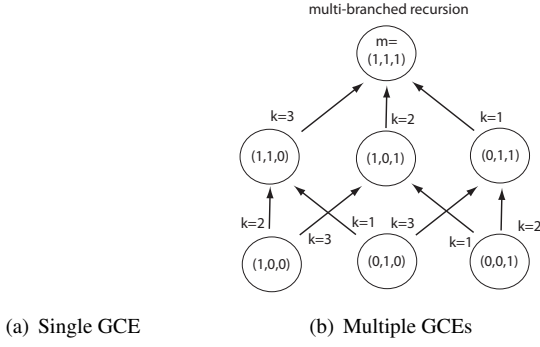 multi-branched recursion
m=
(1,1,1)
k=3
k=2
k=1
(1,1,0)
(1,0,1)
(0,1,1)
k=2
k=3
k=1
k=3
k=1
k=2
(1,0,0)
(0,1,0)
(0,0,1)
(a) Single GCE
(b) Multiple GCEs